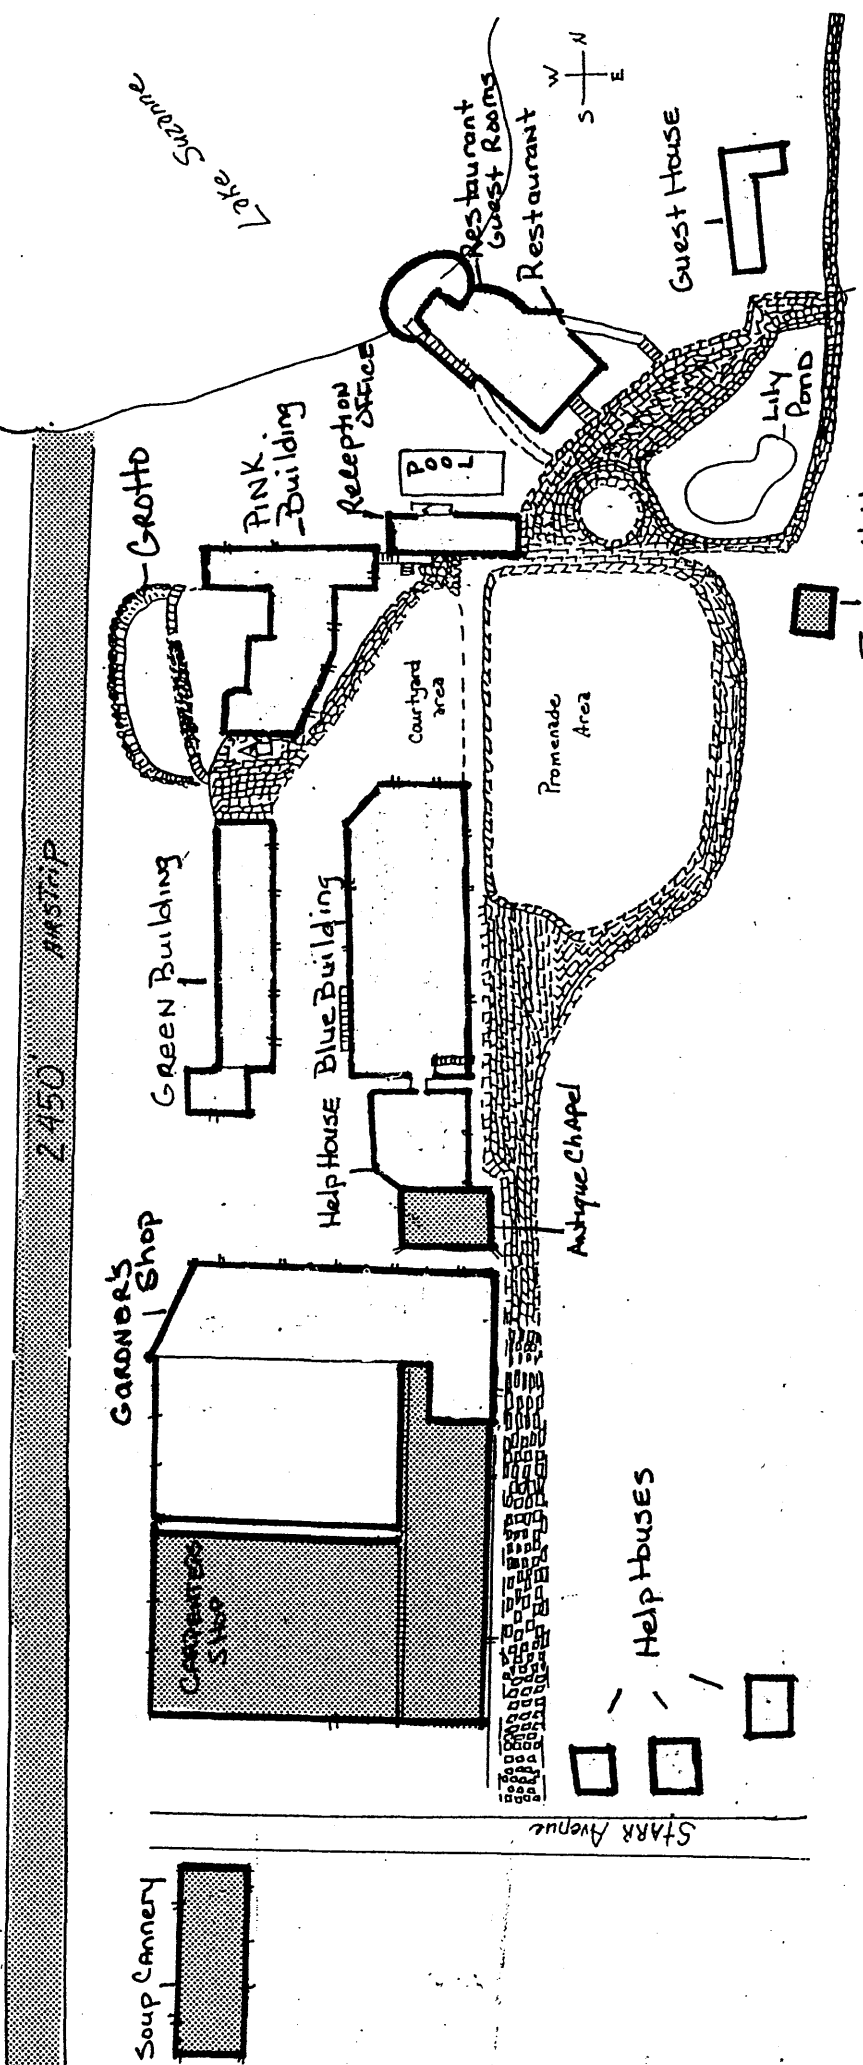 Lake Suzanne
W
S N
E
Restaurant
Guest Rooms
Restaurant
Guest House
Lily
Pond
Reception
Office
POOL
PINK
Building
GROTTO
Courtyard
area
Promenade
Area
2450' AIRSTrip
GREEN Building
Blue Building
Help House
Antique Chapel
GARDNER'S
Shop
CARPENTERS
SHOP
Help Houses
STARR Avenue
Soup Cannery